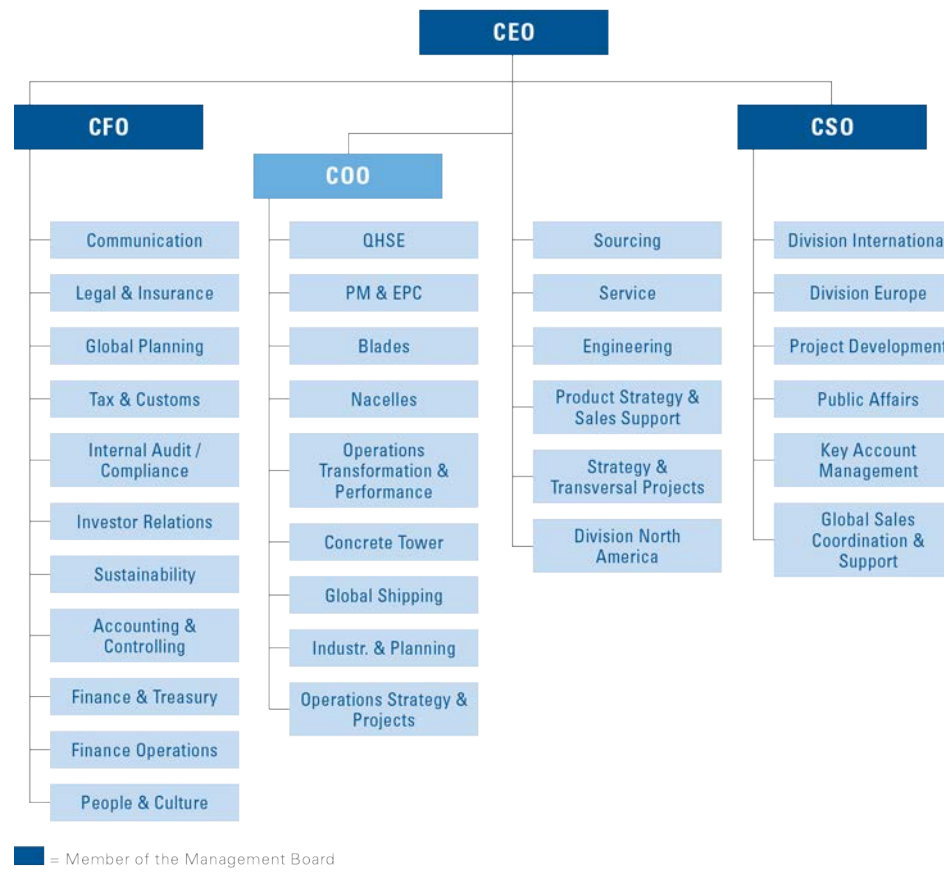 CEO
CFO
CSO
COO
Communication
Legal & Insurance
Global Planning
Tax & Customs
Internal Audit /
Compliance
Investor Relations
Sustainability
Accounting &
Controlling
Finance & Treasury
Finance Operations
People & Culture
QHSE
PM & EPC
Blades
Nacelles
Operations
Transformation &
Performance
Concrete Tower
Global Shipping
Industr. & Planning
Operations Strategy &
Projects
Sourcing
Service
Engineering
Product Strategy &
Sales Support
Strategy &
Transversal Projects
Division North
America
Division International
Division Europe
Project Development
Public Affairs
Key Account
Management
Global Sales
Coordination &
Support
= Member of the Management Board